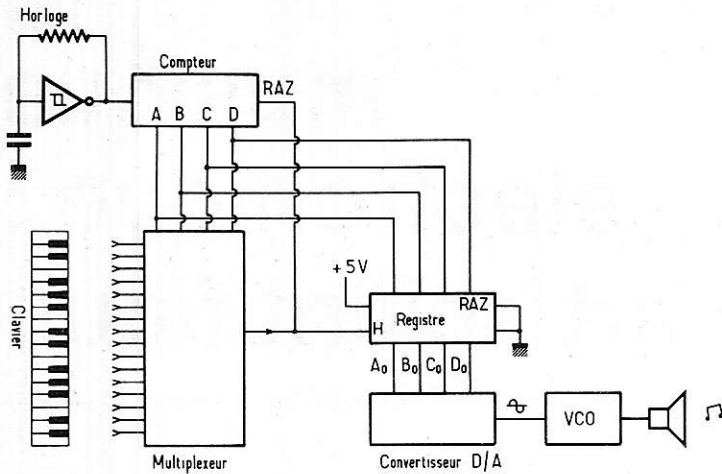 Horloge
Compteur
RAZ
A B C D
Clavier
+5V
RAZ
H Registre
A0 B0 C0 D0
VCO
Multiplexeur
Convertisseur D/A